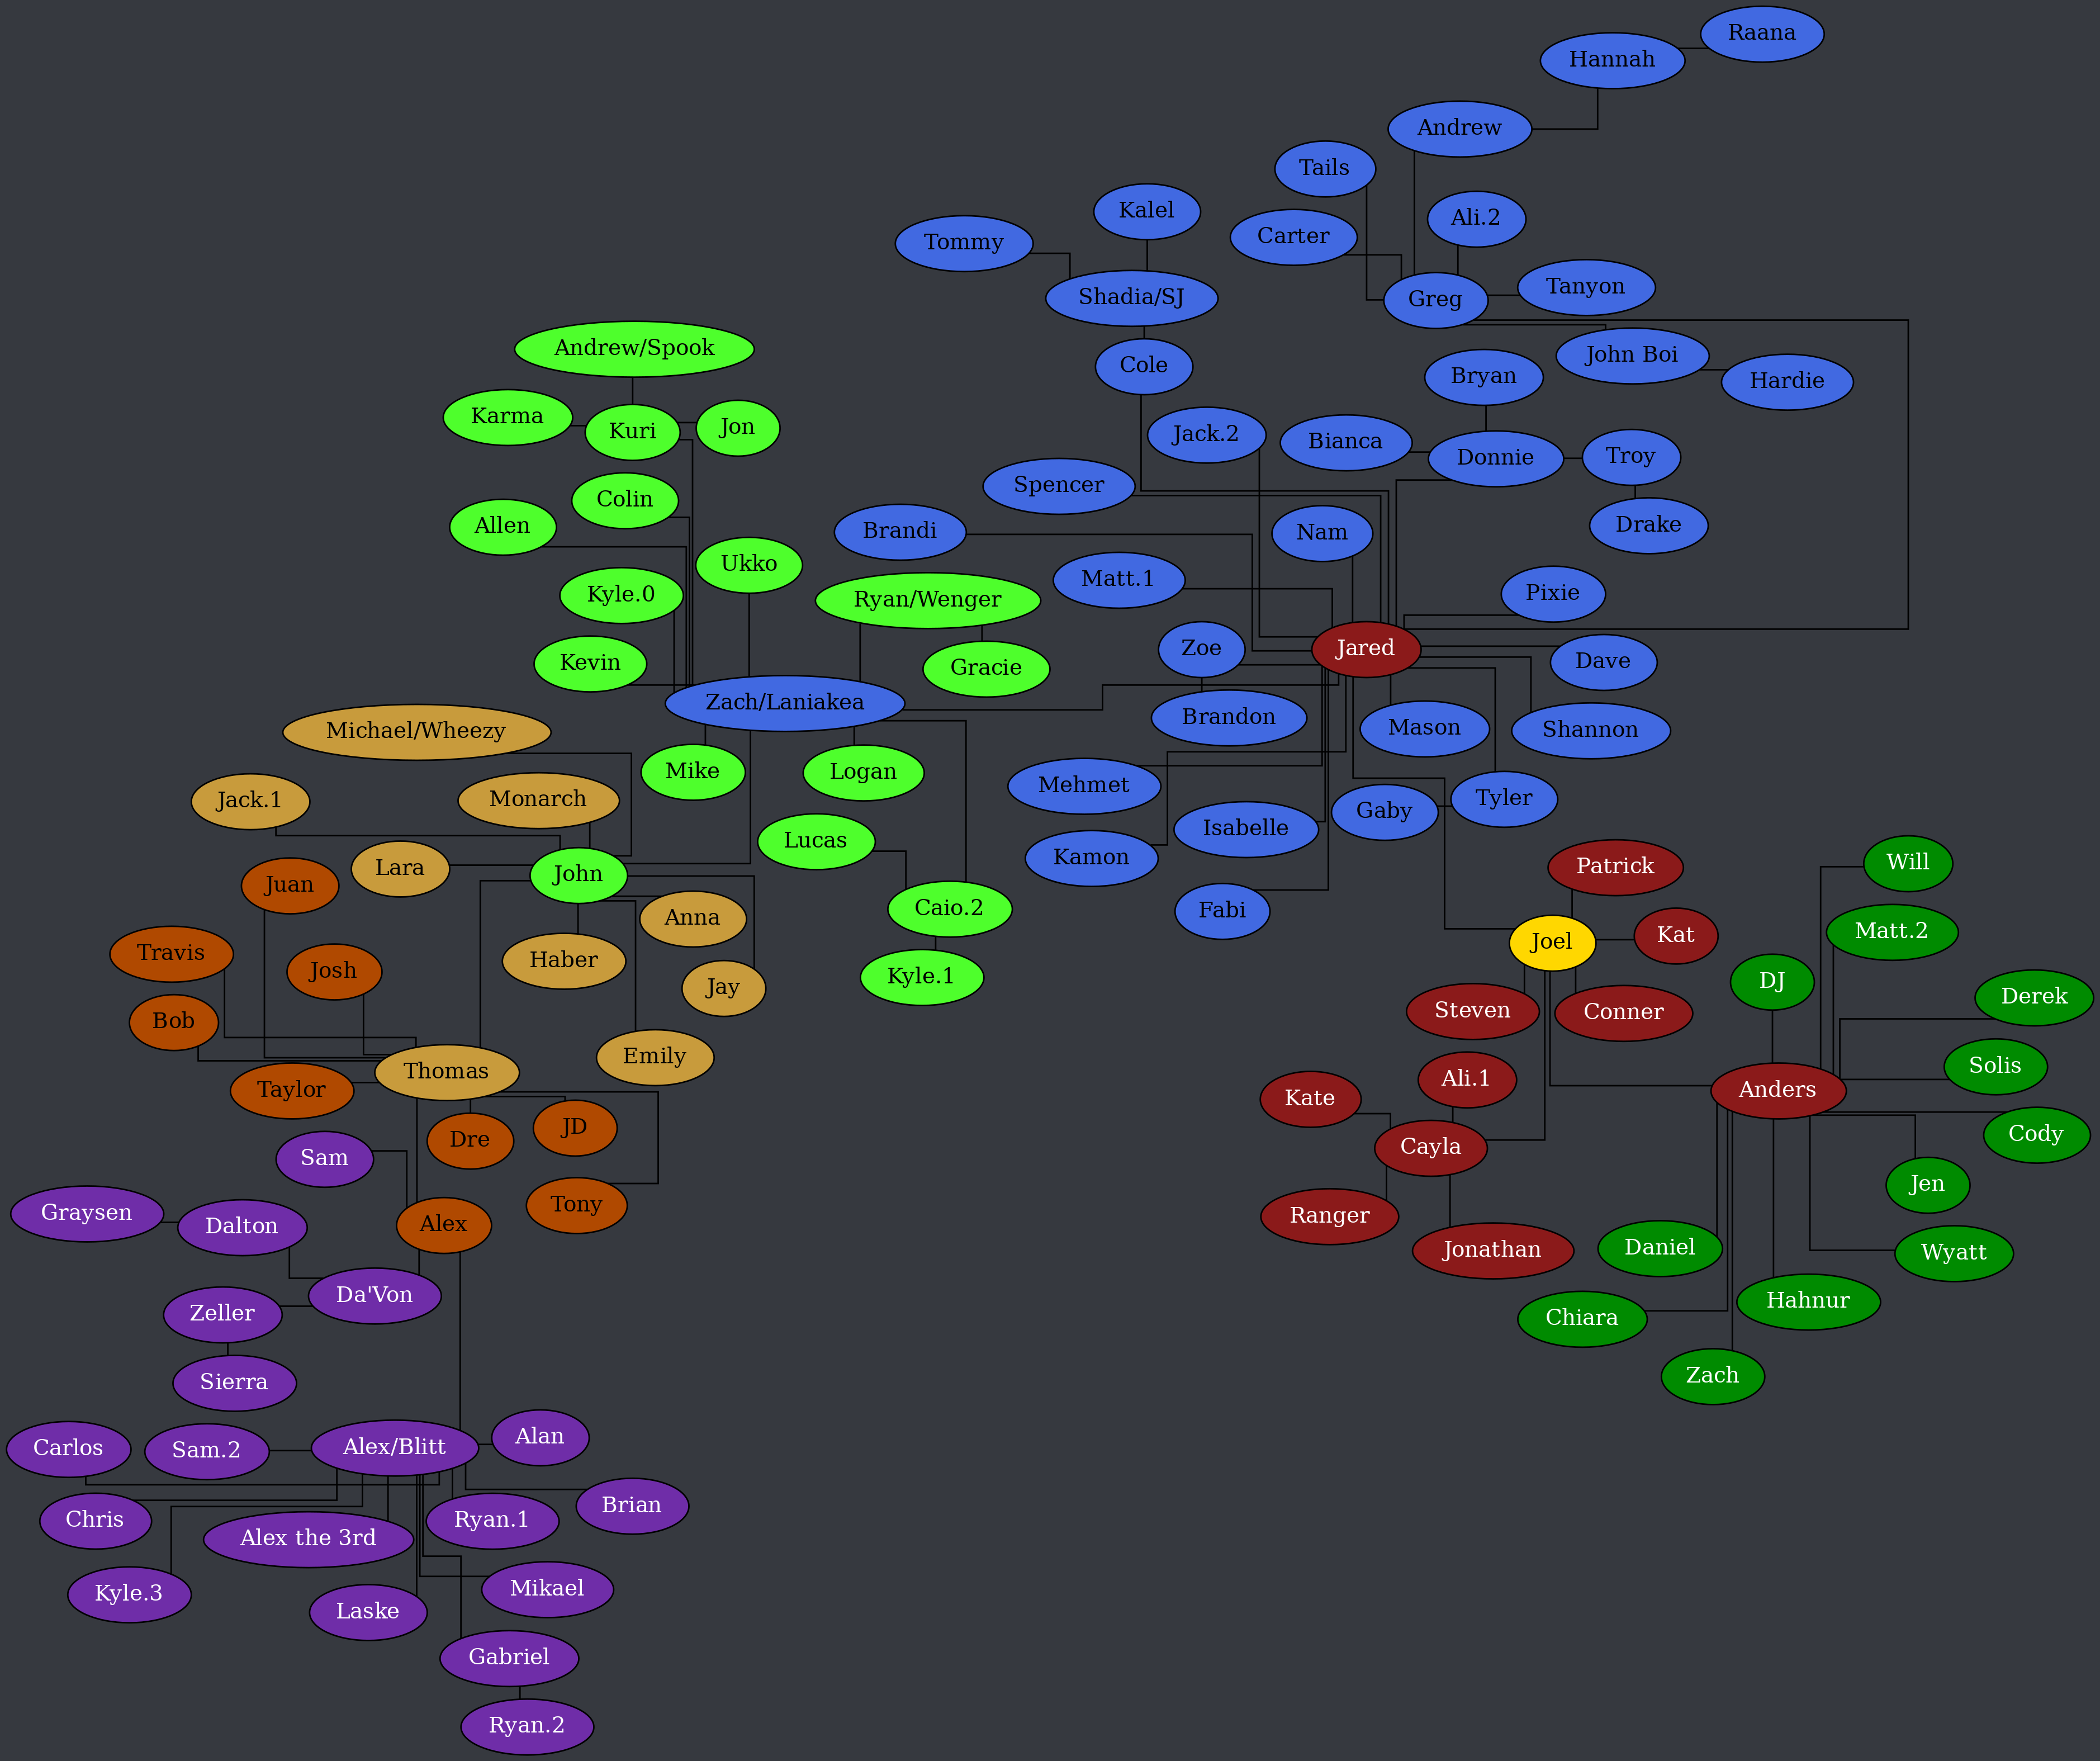 Raana
Hannah
Andrew
Tails
Kalel
Ali.2
Tommy
Carter
Shadia/SJ
Greg
Tanyon
Andrew/Spook
Cole
John Boi
Bryan
Hardie
Karma
Kuri
Jon
Jack.2
Bianca
Donnie
Troy
Spencer
Colin
Allen
Brandi
Nam
Drake
Ukko
Matt.1
Kyle.0
Ryan/Wenger
Pixie
Kevin
Gracie
Zoe
Jared
Dave
Zach/Laniakea
Brandon
Mason
Shannon
Michael/Wheezy
Mike
Logan
Mehmet
Jack.1
Monarch
Gaby
Tyler
Lucas
Isabelle
Kamon
Lara
John
Patrick
Will
Juan
Anna
Caio.2
Fabi
Joel
Kat
Matt.2
Travis
Josh
Haber
Jay
Kyle.1
DJ
Steven
Conner
Derek
Bob
Thomas
Emily
Solis
Taylor
Kate
Ali.1
Anders
Dre
JD
Cayla
Cody
Sam
Jen
Graysen
Dalton
Alex
Tony
Ranger
Jonathan
Daniel
Wyatt
Da'Von
Zeller
Chiara
Hahnur
Sierra
Zach
Carlos
Sam.2
Alex/Blitt
Alan
Chris
Alex the 3rd
Ryan.1
Brian
Kyle.3
Laske
Mikael
Gabriel
Ryan.2